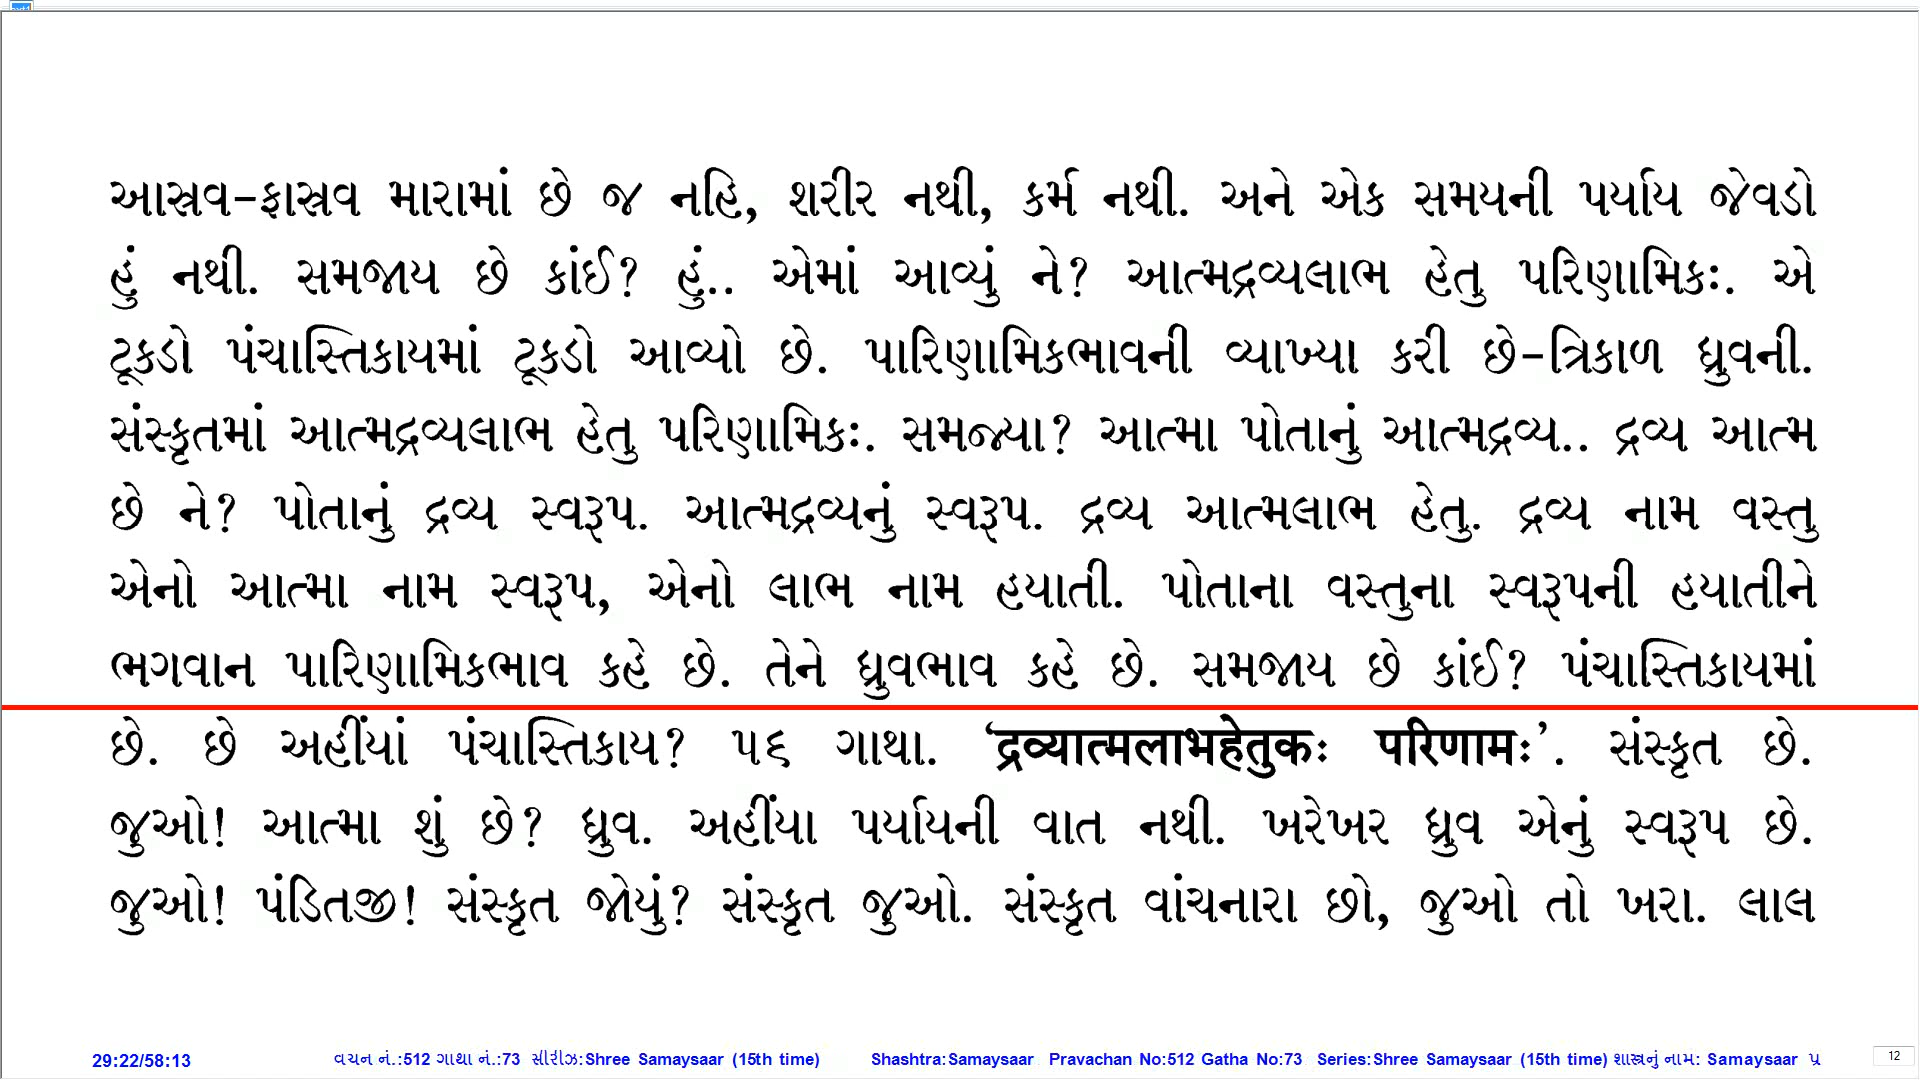 આસ્રવ-ફાસ્રવ મારામાં છે જ નહિ, શરીર નથી, કર્મ નથી. અને એક સમયની પર્યાય જેવડો
હું નથી. સમજાય છે કાંઈ? હું.. એમાં આવ્યું ને? આત્મદ્રવ્યલાભ હેતુ પરિણામિકઃ. એ
ટૂકડો પંચાસ્તિકાયમાં ટૂકડો આવ્યો છે. પારિણામિકભાવની વ્યાખ્યા કરી છે-ત્રિકાળ ધ્રુવની.
સંસ્કૃતમાં આત્મદ્રવ્યલાભ હેતુ પરિણામિકઃ. સમજ્યા? આત્મા પોતાનું આત્મદ્રવ્ય.. દ્રવ્ય આત્મ
છે ને? પોતાનું દ્રવ્ય સ્વરૂપ. આત્મદ્રવ્યનું સ્વરૂપ. દ્રવ્ય આત્મલાભ હેતુ. દ્રવ્ય નામ વસ્તુ
એનો આત્મા નામ સ્વરૂપ, એનો લાભ નામ હયાતી. પોતાના વસ્તુના સ્વરૂપની હયાતીને
ભગવાન પારિણામિકભાવ કહે છે. તેને ધ્રુવભાવ કહે છે. સમજાય છે કાંઈ? પંચાસ્તિકાયમાં
છે. છે અહીંયાં પંચાસ્તિકાય? ૫૬ ગાથા. ‘द्रव्यात्मलाभहेतुकः परिणामः’. સંસ્કૃત છે.
જુઓ! આત્મા શું છે? ધ્રુવ. અહીંયા પર્યાયની વાત નથી. ખરેખર ધ્રુવ એનું સ્વરૂપ છે.
જુઓ! પંડિતજી! સંસ્કૃત જોયું? સંસ્કૃત જુઓ. સંસ્કૃત વાંચનારા છો, જુઓ તો ખરા. લાલ
29:22/58:13 વચન નં.:512 ગાથા નં.:73 સીરીઝ:Shree Samaysaar (15th time) Shashtra:Samaysaar Pravachan No:512 Gatha No:73 Series:Shree Samaysaar (15th time) શાસ્ત્રનું નામ: Samaysaar પ્ર 12